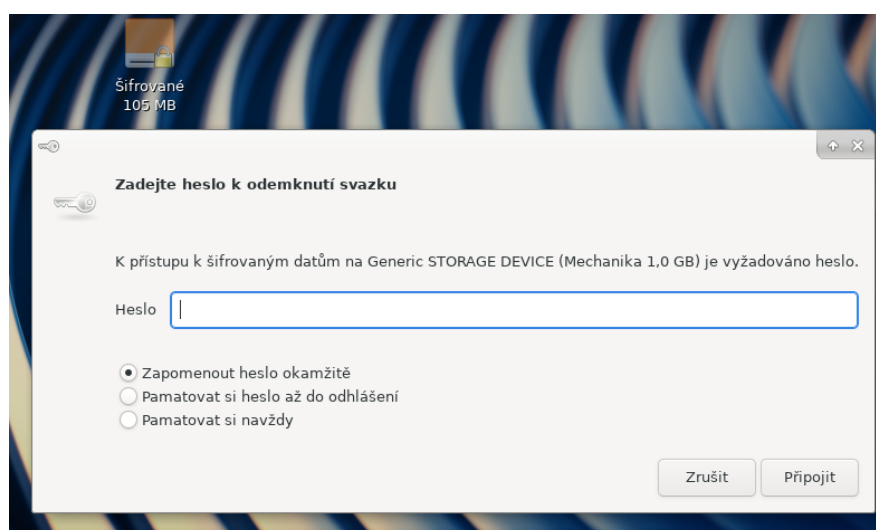 Šifrované
105 MB
Zadejte heslo k odemknutí svazku
K přístupu k šifrovaným datům na Generic STORAGE DEVICE (Mechanika 1,0 GB) je vyžadováno heslo.
Heslo
Zapomenout heslo okamžitě
Pamatovat si heslo až do odhlášení
Pamatovat si navždy
Zrušit
Připojit